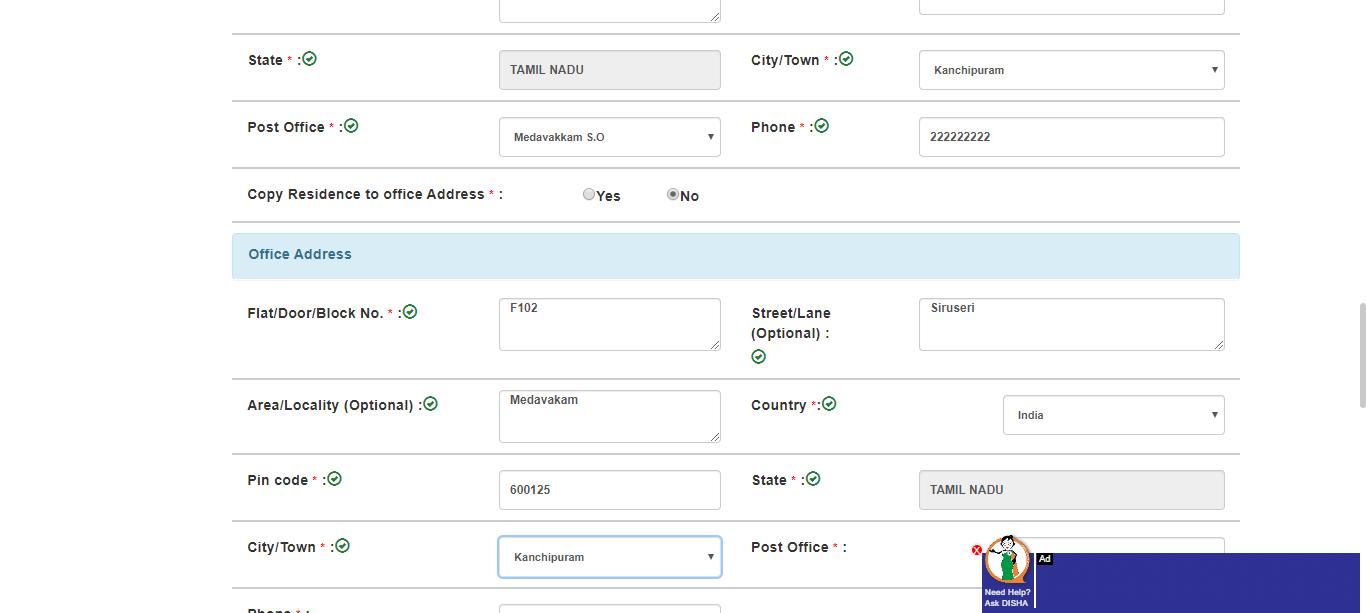 State * :
TAMIL NADU
City/Town * :
Kanchipuram
Post Office * :
Medavakkam S.O
Phone * :
222222222
Copy Residence to office Address * :
Yes
No
Office Address
Flat/Door/Block No. * :
F102
Street/Lane
(Optional) :
Siruseri
Area/Locality (Optional) :
Medavakam
Country *:
India
Pin code * :
600125
State * :
TAMIL NADU
City/Town * :
Kanchipuram
Post Office * :
Ad
Need Help?
Ask DISHA
Phone * :